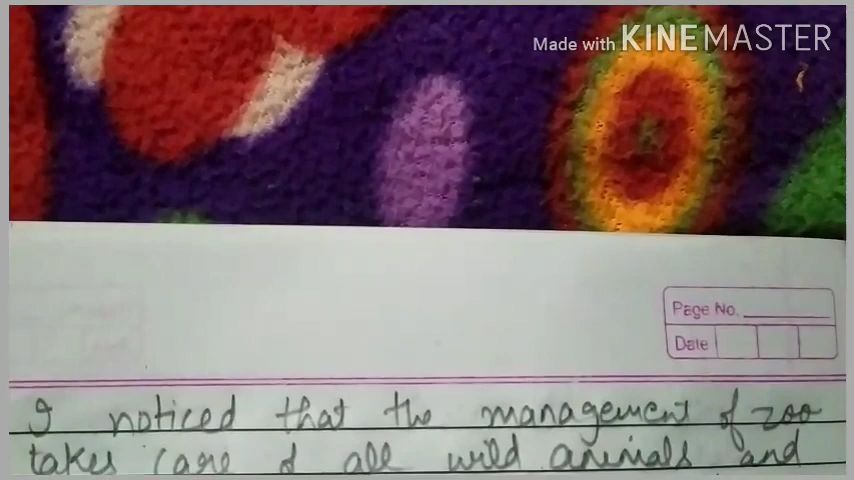 Made with KINEMASTER
Page No.
Date
I noticed that the management of zoo
takes care of all wild animals and